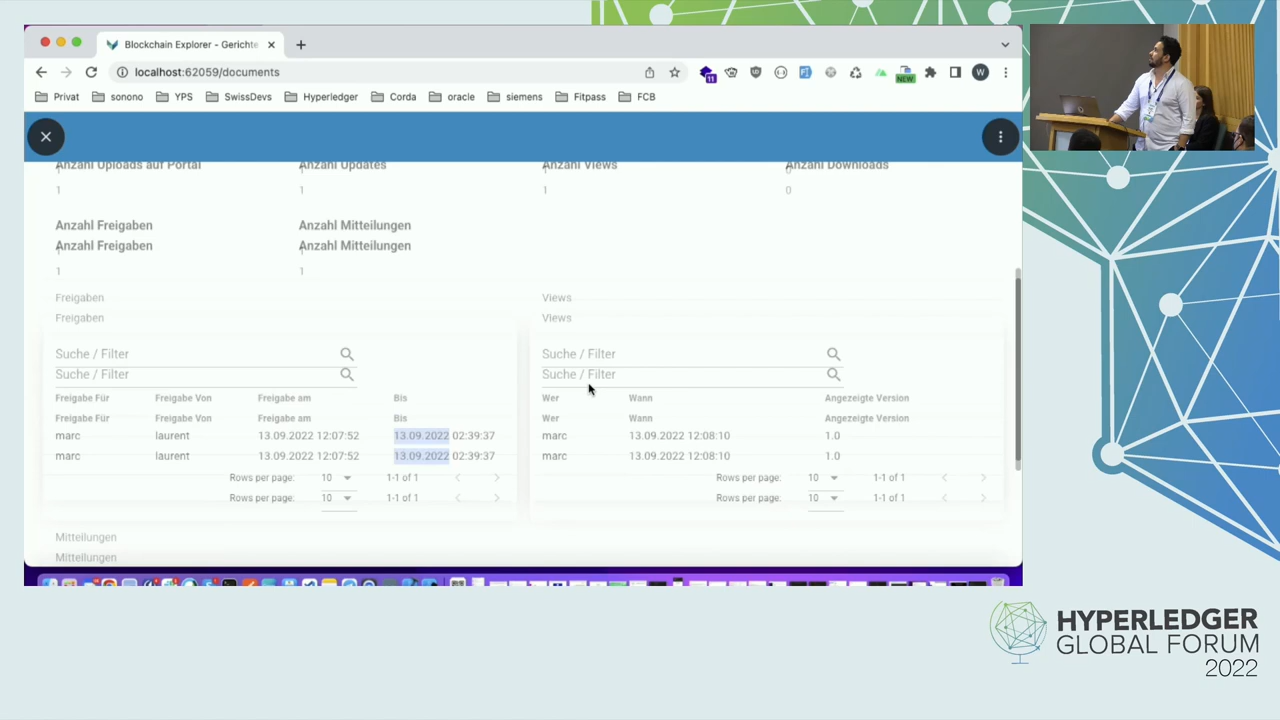 Blockchain Explorer - Gerichte
localhost:62059/documents
NEW
11
W
Privat sonono YPS SwissDevs Hyperledger Corda oracle siemens Fitpass FCB
Anzahl Uploads auf Portal Anzahl Updates Anzahl Views Anzahl Downloads
1 1 1 0
Anzahl Freigaben Anzahl Mitteilungen
Anzahl Freigaben Anzahl Mitteilungen
1 1
Freigaben Views
Freigaben Views
Suche / Filter Suche / Filter
Suche / Filter Suche / Filter
Freigabe Für Freigabe Von Freigabe am Bis Wer Wann Angezeigte Version
Freigabe Für Freigabe Von Freigabe am Bis Wer Wann Angezeigte Version
marc laurent 13.09.2022 12:07:52 13.09.2022 02:39:37 marc 13.09.2022 12:08:10 1.0
marc laurent 13.09.2022 12:07:52 13.09.2022 02:39:37 marc 13.09.2022 12:08:10 1.0
Rows per page: 10 1-1 of 1 Rows per page: 10 1-1 of 1
Rows per page: 10 1-1 of 1 Rows per page: 10 1-1 of 1
Mitteilungen
Mitteilungen
HYPERLEDGER
GLOBAL FORUM
2022